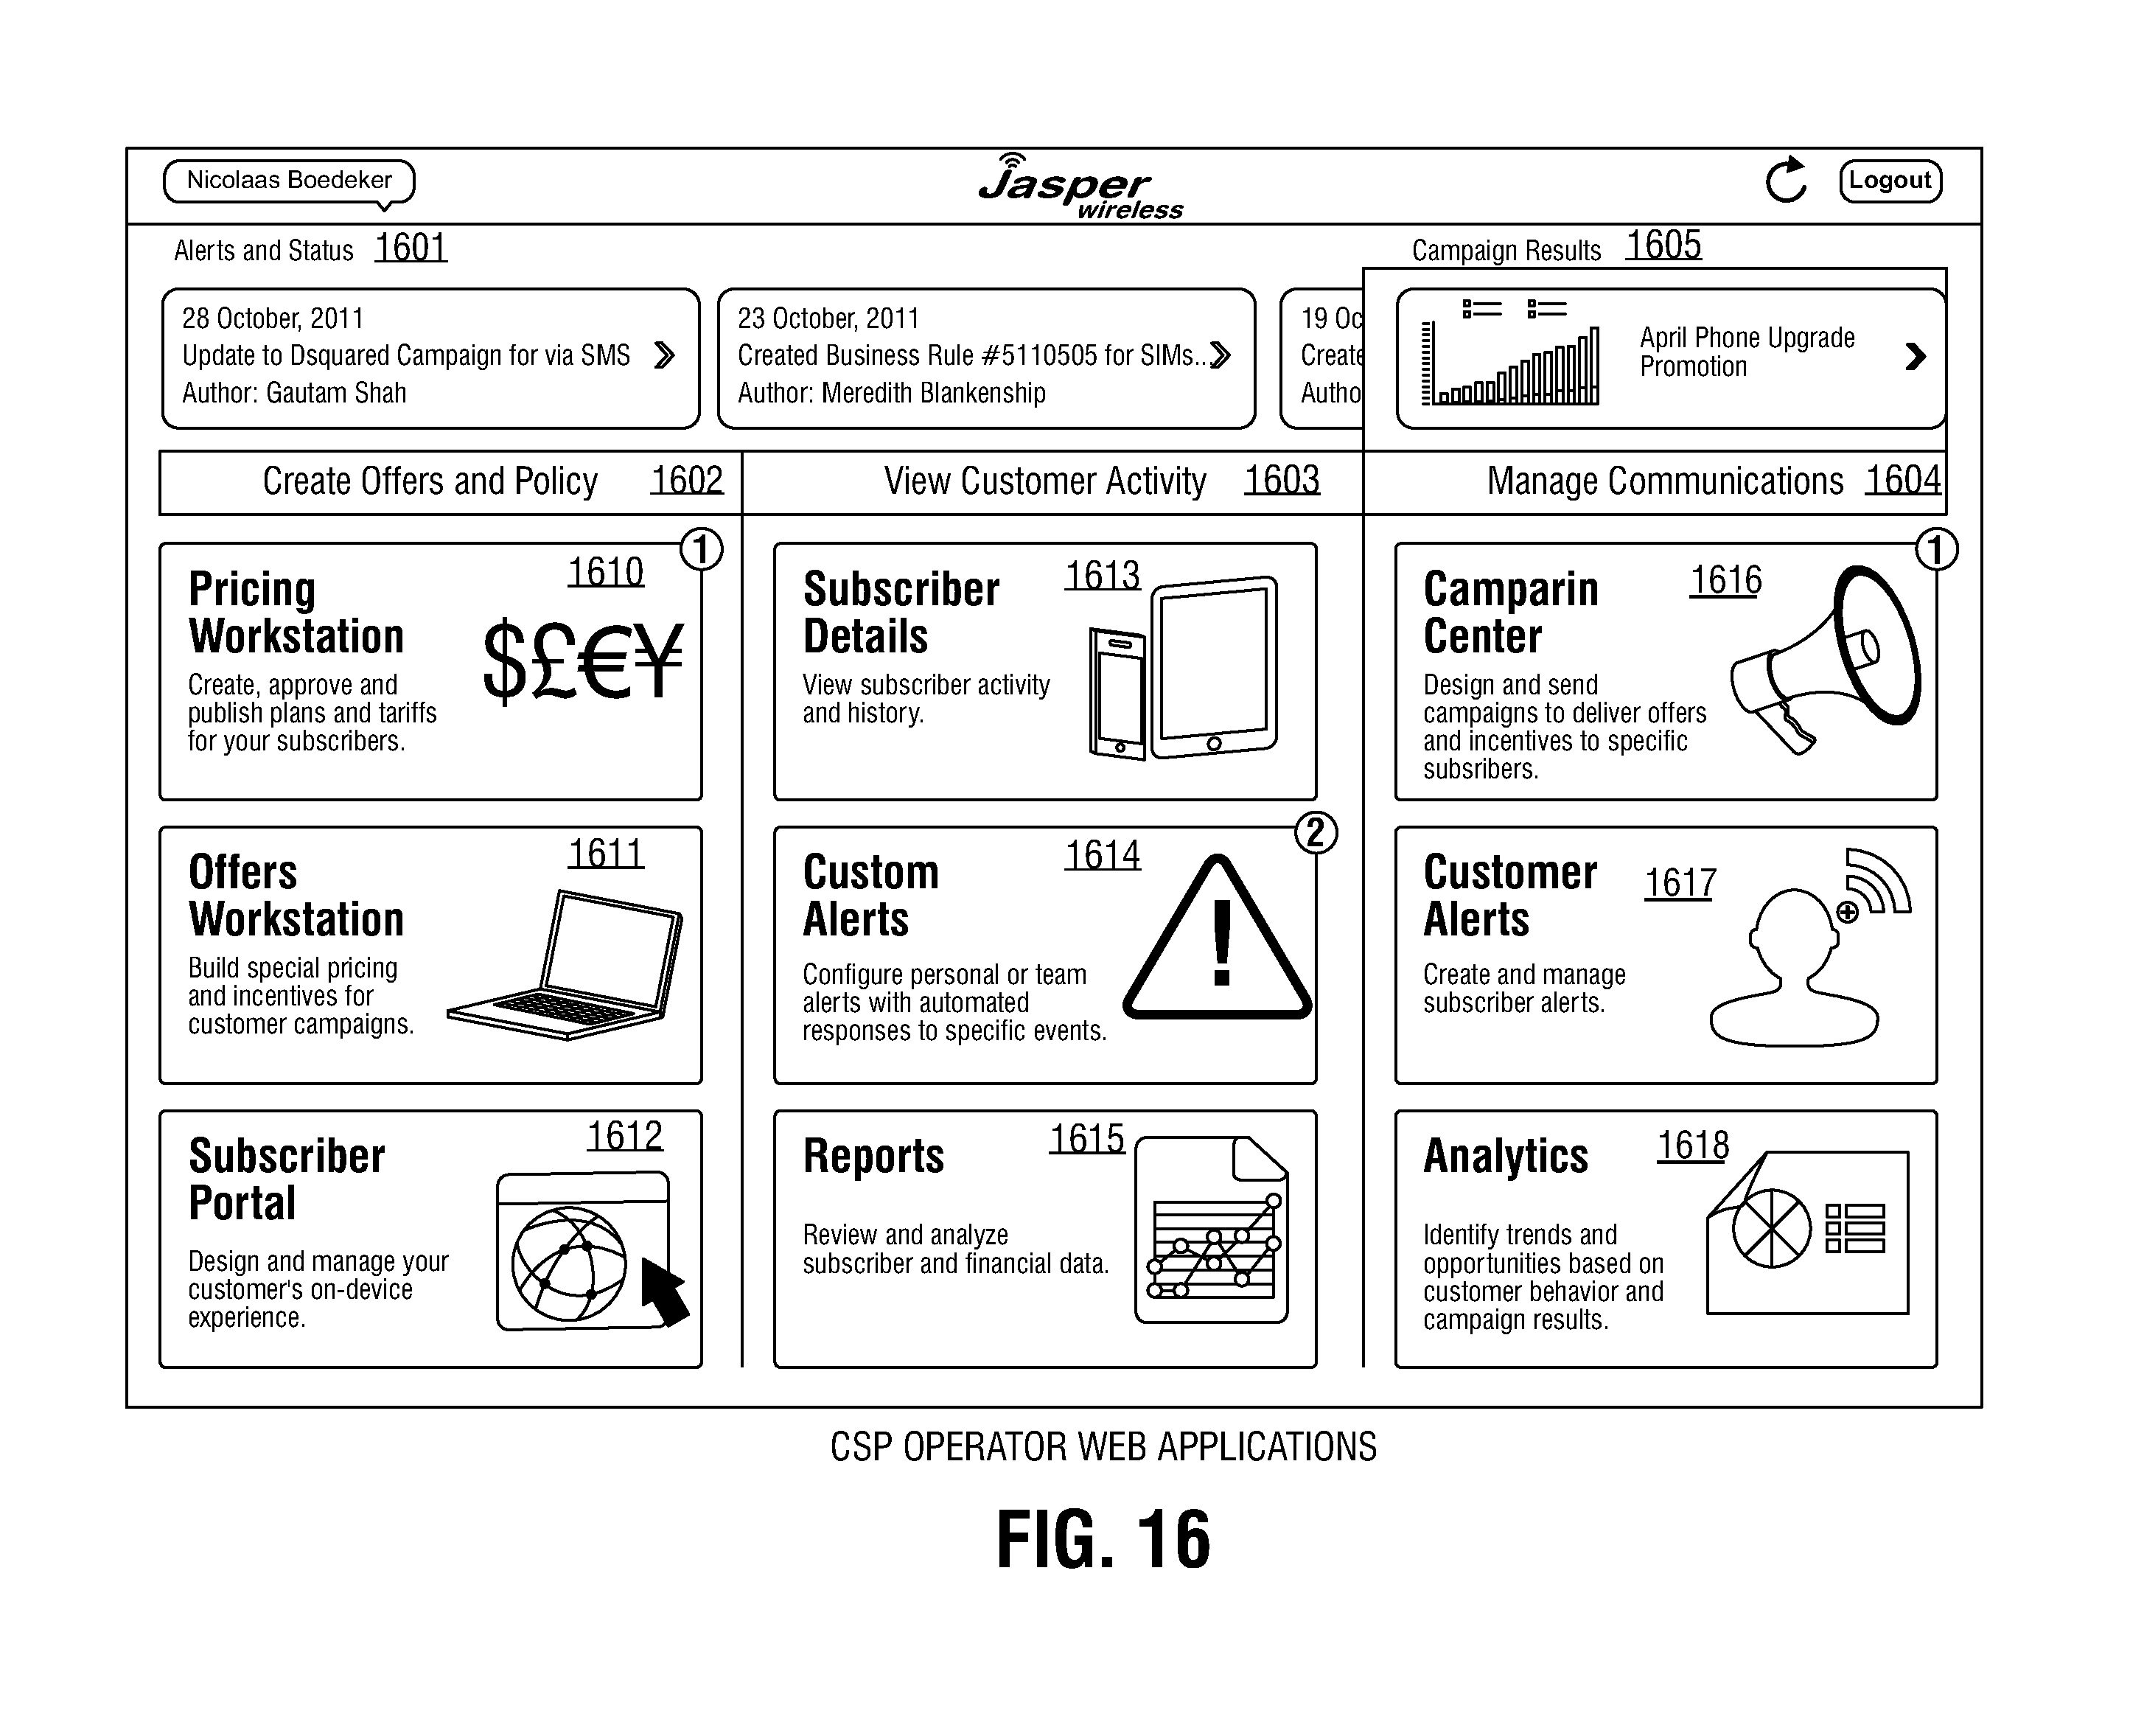 Nicolaas Boedeker
Jasper
wireless
Logout
Alerts and Status 1601
Campaign Results 1605
28 October, 2011
Update to Dsquared Campaign for via SMS
Author: Gautam Shah
23 October, 2011
Created Business Rule #5110505 for SIMs...
Author: Meredith Blankenship
19 Oc
Create
Autho
April Phone Upgrade
Promotion
Create Offers and Policy 1602
View Customer Activity 1603
Manage Communications 1604
1
Pricing 1610
Workstation
$£€¥
Create, approve and
publish plans and tariffs
for your subscribers.
Subscriber 1613
Details
View subscriber activity
and history.
1
Camparin 1616
Center
Design and send
campaigns to deliver offers
and incentives to specific
subsribers.
Offers 1611
Workstation
Build special pricing
and incentives for
customer campaigns.
2
Custom 1614
Alerts
!
Configure personal or team
alerts with automated
responses to specific events.
Customer 1617
Alerts
Create and manage
subscriber alerts.
Subscriber 1612
Portal
Design and manage your
customer's on-device
experience.
Reports 1615
Review and analyze
subscriber and financial data.
Analytics 1618
Identify trends and
opportunities based on
customer behavior and
campaign results.
CSP OPERATOR WEB APPLICATIONS
FIG. 16